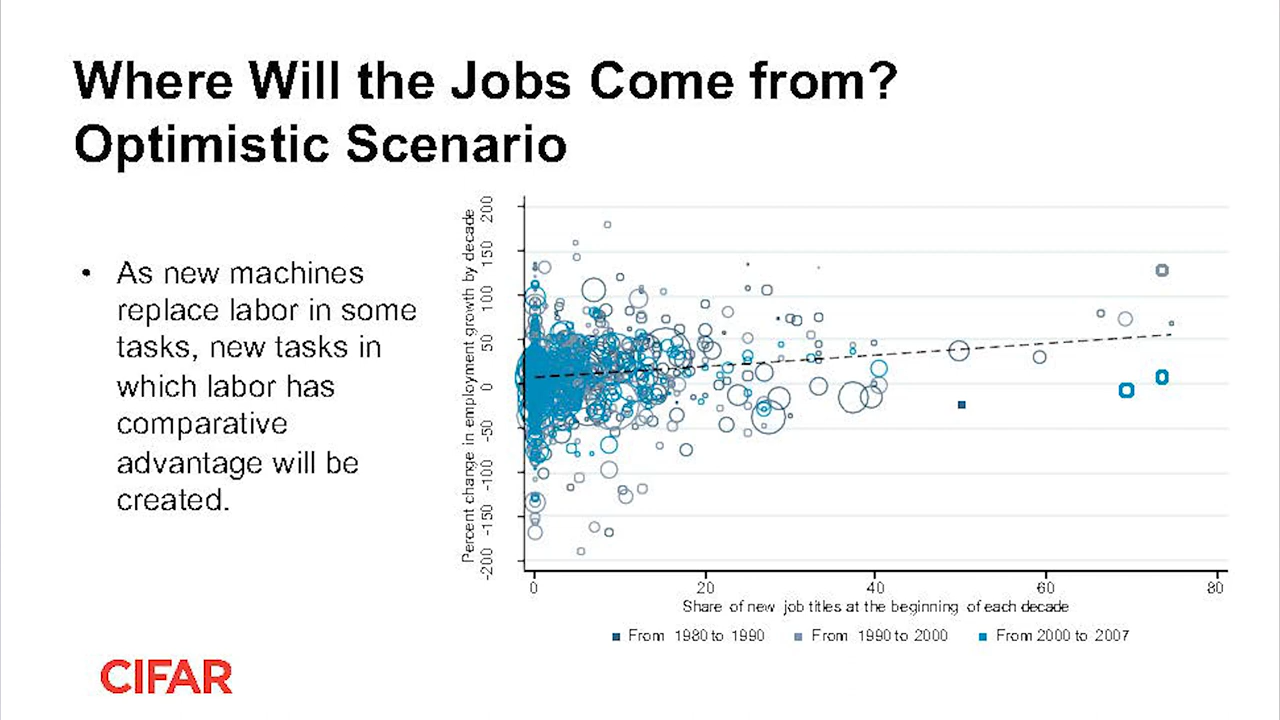 Where Will the Jobs Come from?
Optimistic Scenario
• As new machines
replace labor in some
tasks, new tasks in
which labor has
comparative
advantage will be
created.
Percent change in employment growth by decade
200
150
100
50
0
-50
-100
-150
-200
0
20
40
60
80
Share of new job titles at the beginning of each decade
From 1980 to 1990
From 1990 to 2000
From 2000 to 2007
CIFAR